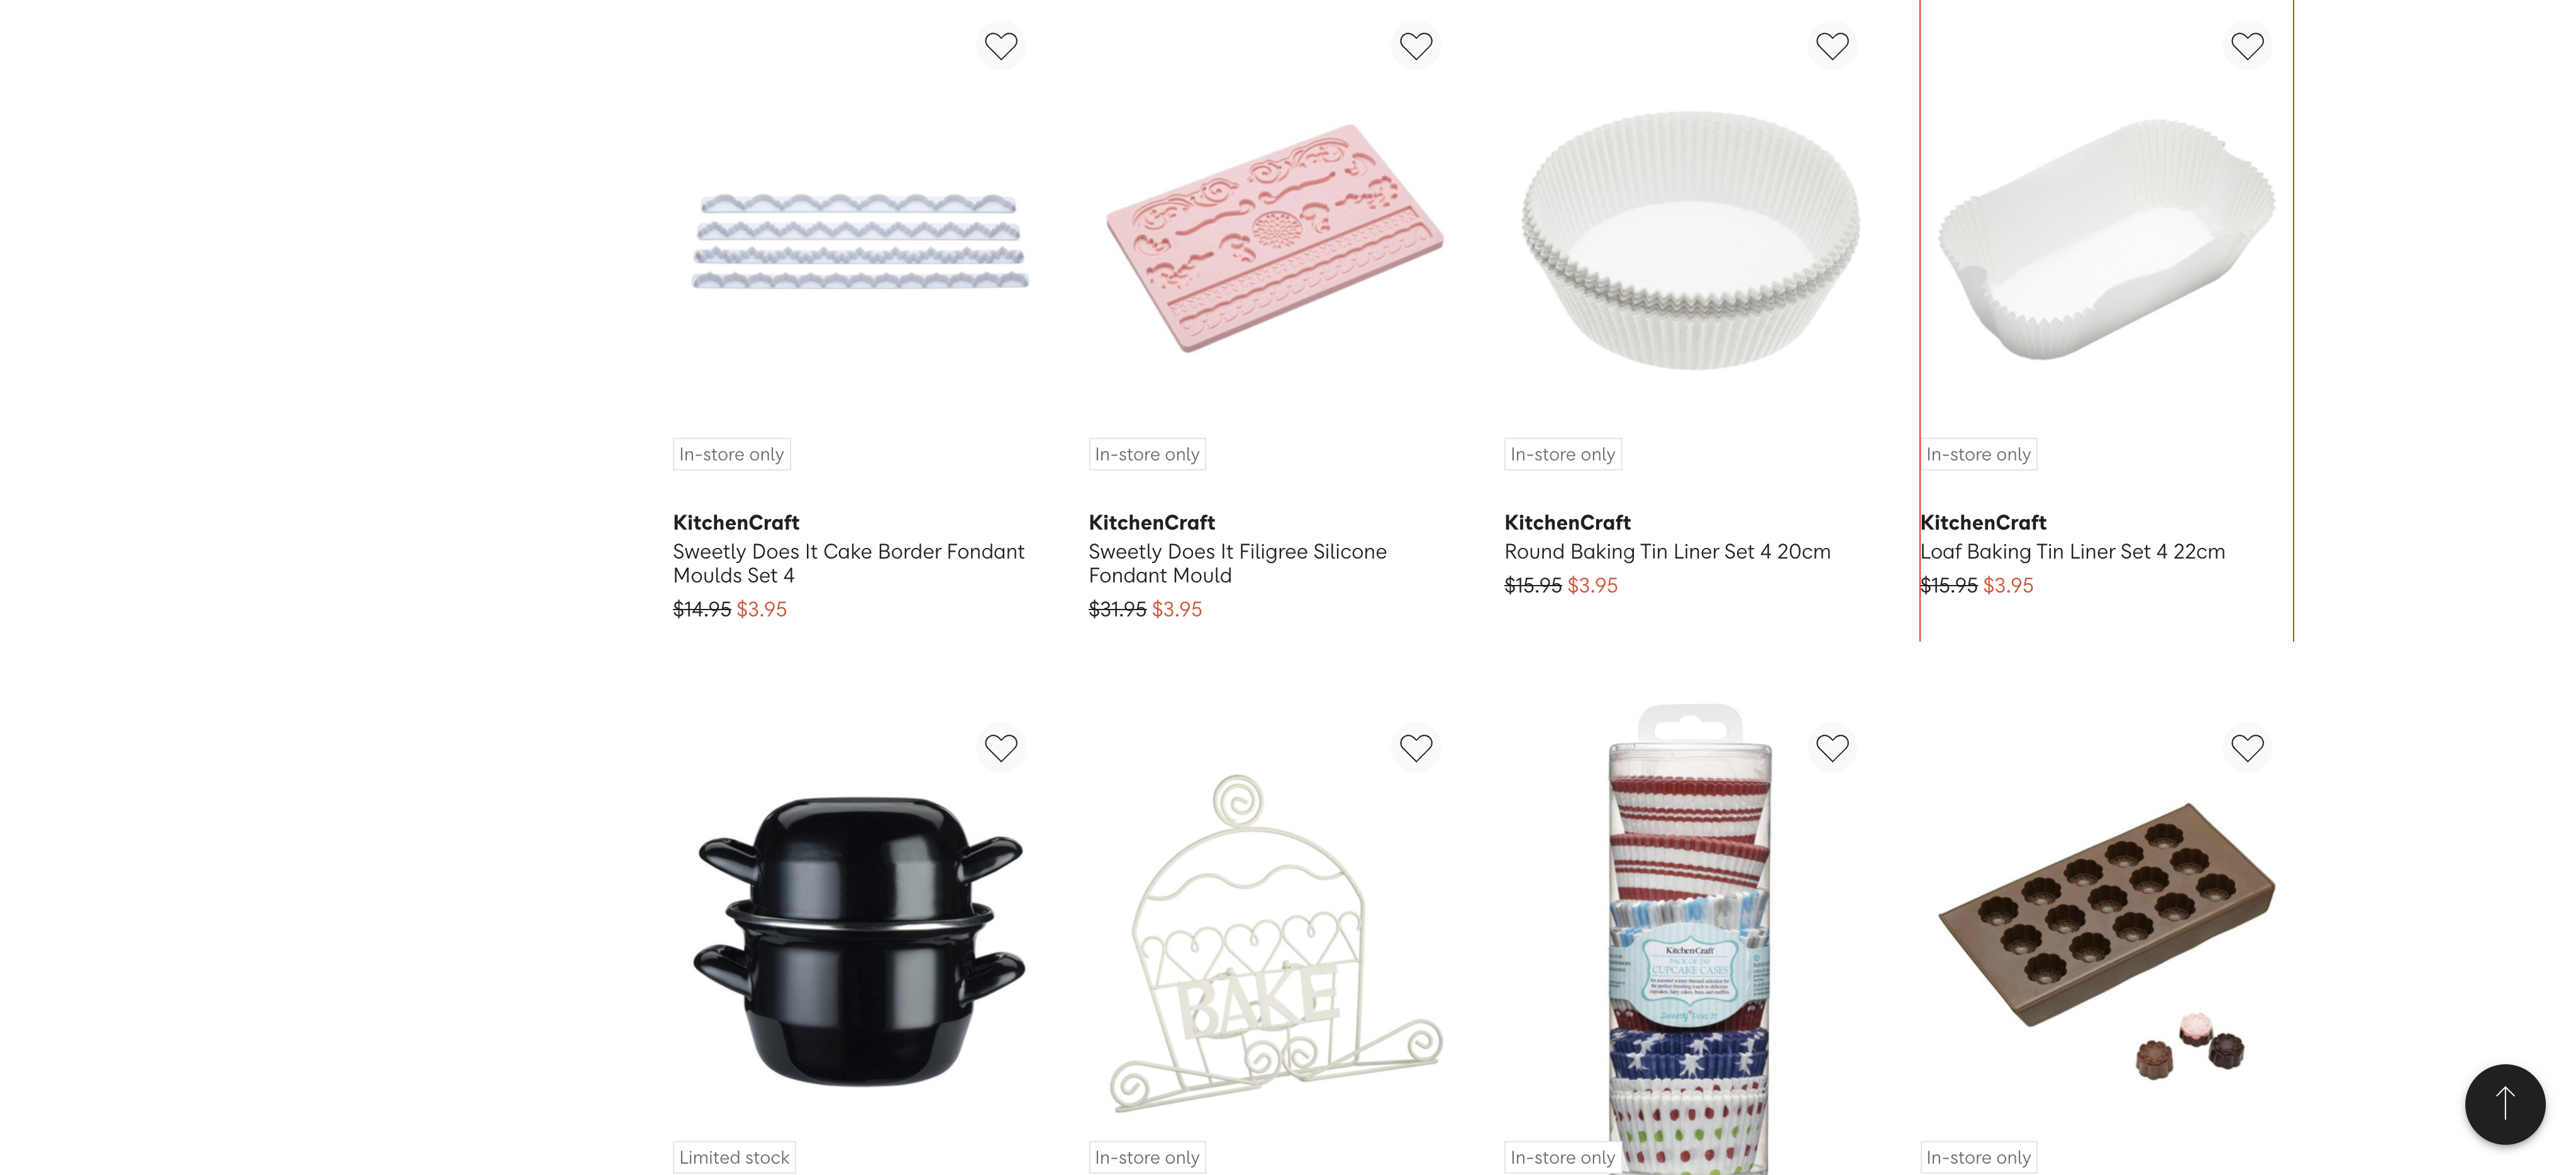 In-store only
In-store only
In-store only
In-store only
KitchenCraft
Sweetly Does It Cake Border Fondant
Moulds Set 4
$14.95 $3.95
KitchenCraft
Sweetly Does It Filigree Silicone
Fondant Mould
$31.95 $3.95
KitchenCraft
Round Baking Tin Liner Set 4 20cm
$15.95 $3.95
KitchenCraft
Loaf Baking Tin Liner Set 4 22cm
$15.95 $3.95
BAKE
KitchenCraft
PACK OF 250
CUPCAKE CASES
Sweetly Does It
Limited stock
In-store only
In-store only
In-store only